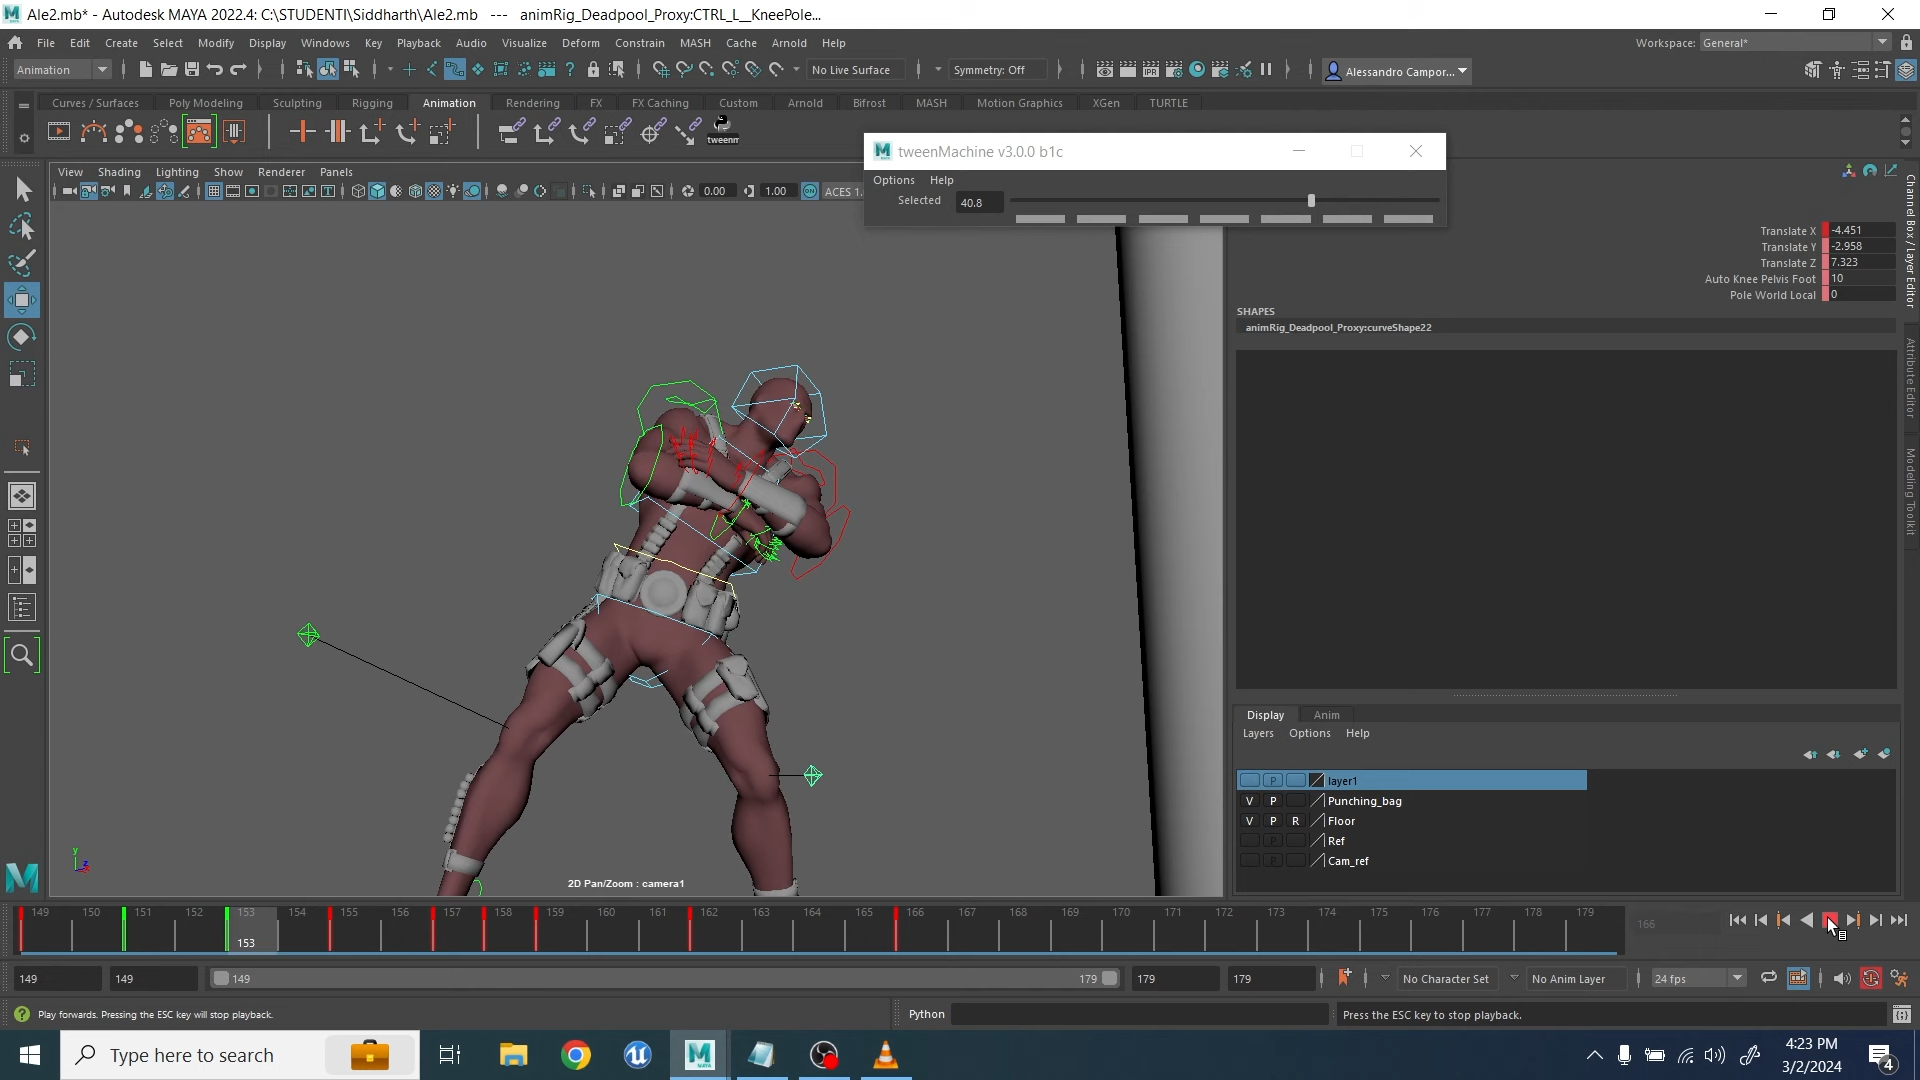 Ale2.mb* - Autodesk MAYA 2022.4: C:\STUDENTI\Siddharth\Ale2.mb   ---   animRig_Deadpool_Proxy:CTRL_L__KneePole...
File Edit Create Select Modify Display Windows Key Playback Audio Visualize Deform Constrain MASH Cache Arnold Help
Workspace: General*
Animation
No Live Surface
Symmetry: Off
Alessandro Campor...
Curves / Surfaces Poly Modeling Sculpting Rigging Animation Rendering FX FX Caching Custom Arnold Bifrost MASH Motion Graphics XGen TURTLE
tweenm
tweenMachine v3.0.0 b1c
Options Help
Selected 40.8
View Shading Lighting Show Renderer Panels
0.00 1.00 ACES 1.
Translate X -4.451
Translate Y -2.958
Translate Z 7.323
Auto Knee Pelvis Foot 10
Pole World Local 0
SHAPES
animRig_Deadpool_Proxy:curveShape22
Channel Box / Layer Editor
Attribute Editor
Modeling Toolkit
Display Anim
Layers Options Help
P layer1
V P Punching_bag
V P R Floor
P Ref
P Cam_ref
y
z
2D Pan/Zoom : camera1
149 150 151 152 153 154 155 156 157 158 159 160 161 162 163 164 165 166 167 168 169 170 171 172 173 174 175 176 177 178 179
153
166
149 149 149 179 179 179
No Character Set
No Anim Layer
24 fps
Play forwards. Pressing the ESC key will stop playback.
Python
Press the ESC key to stop playback.
Type here to search
4:23 PM
3/2/2024
4